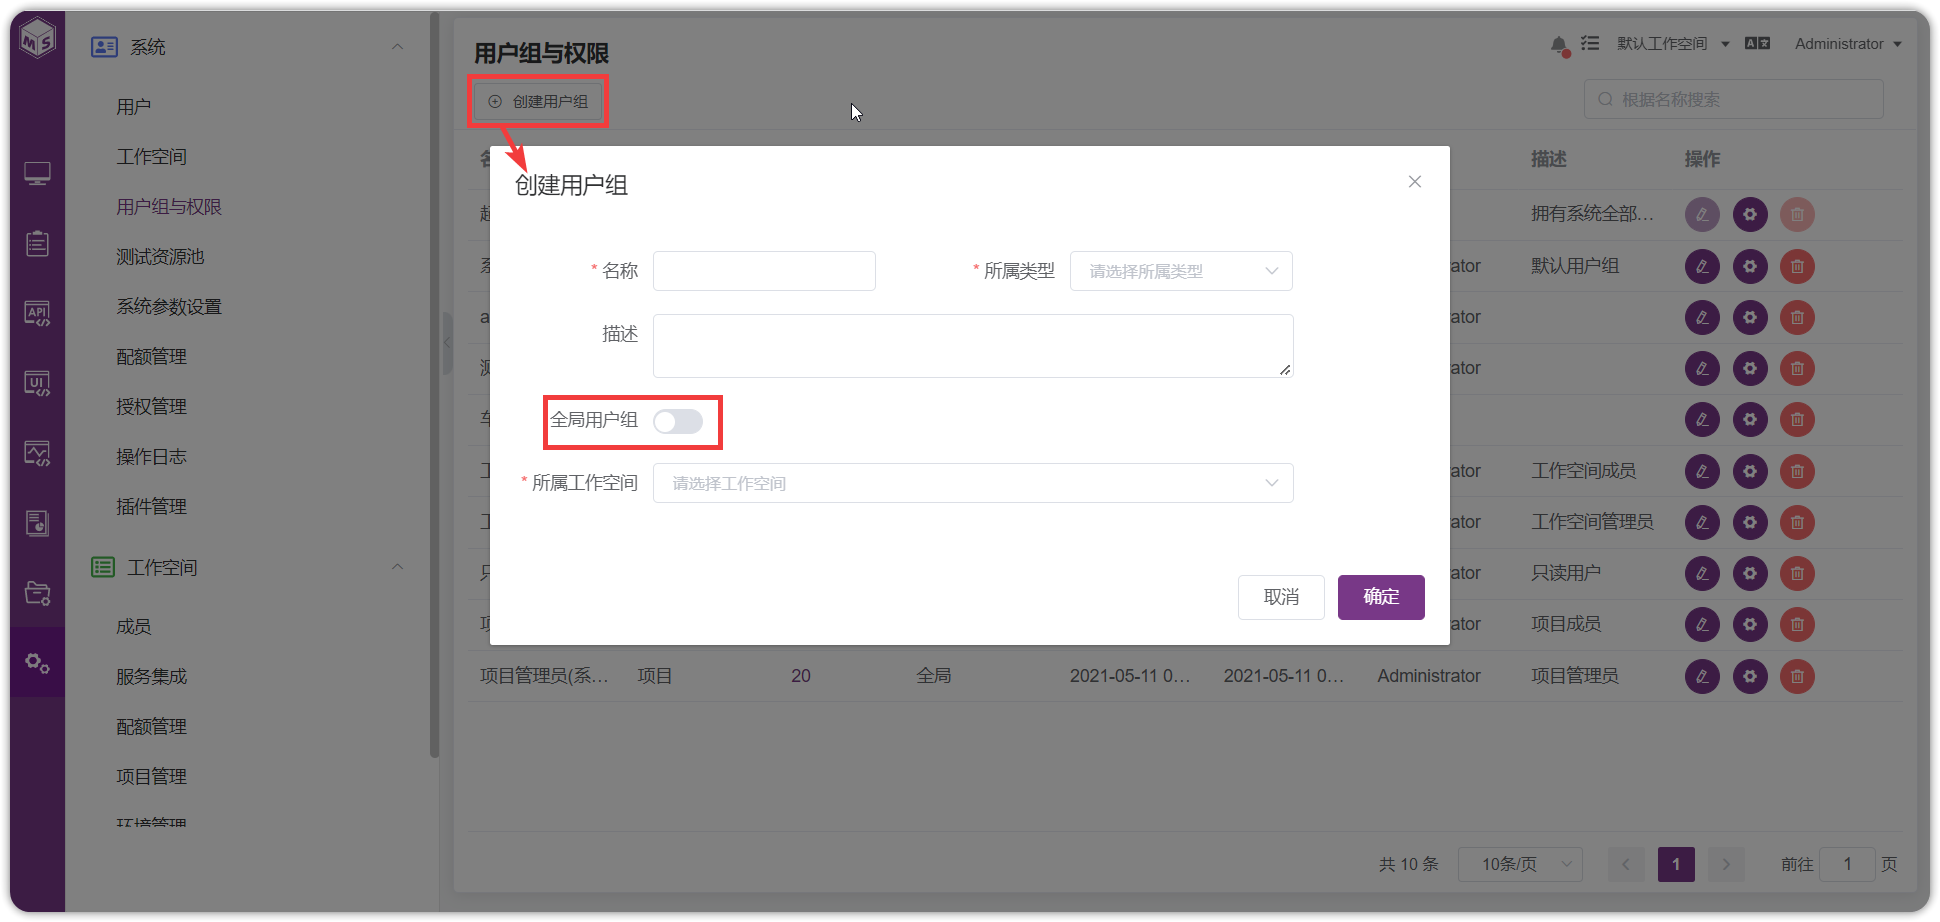 MS
系统
用户
工作空间
用户组与权限
测试资源池
系统参数设置
配额管理
授权管理
操作日志
插件管理
工作空间
成员
服务集成
配额管理
项目管理
环境管理
API
UI
用户组与权限
默认工作空间
Administrator
创建用户组
根据名称搜索
描述 操作
拥有系统全部...
ator 默认用户组
a ator
ator
ator 工作空间成员
ator 工作空间管理员
ator 只读用户
ator 项目成员
创建用户组
* 名称
* 所属类型 请选择所属类型
描述
全局用户组
* 所属工作空间 请选择工作空间
取消 确定
项目管理员(系... 项目 20 全局 2021-05-11 0... 2021-05-11 0... Administrator 项目管理员
共 10 条 10条/页 1 前往 1 页